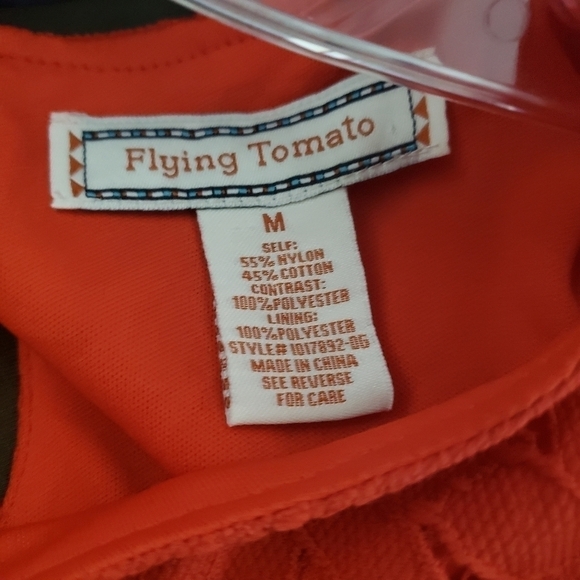 Flying Tomato
M
SELF:
55% NYLON
45% COTTON
CONTRAST:
100%POLYESTER
LINING:
100%POLYESTER
STYLE# 1017892-DG
MADE IN CHINA
SEE REVERSE
FOR CARE